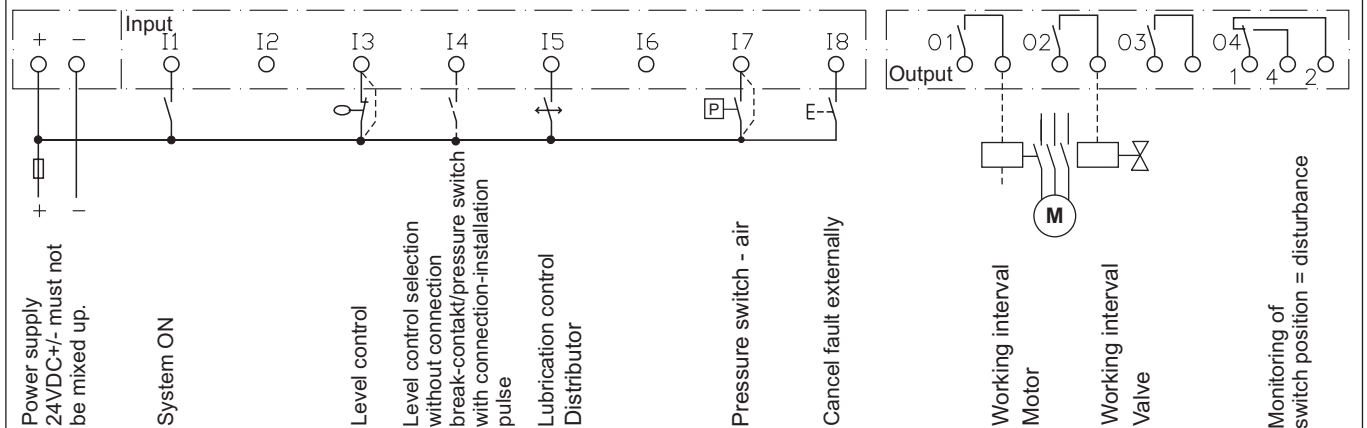 Input
+ − I1 I2 I3 I4 I5 I6 I7 I8
O1 O2 O3 O4
Output
1 4 2
P
E
M
+ −
Power supply
24VDC+/- must not
be mixed up.
System ON
Level control
Level control selection
without connection
break-contakt/pressure switch
with connection-installation
pulse
Lubrication control
Distributor
Pressure switch - air
Cancel fault externally
Working interval
Motor
Working interval
Valve
Monitoring of
switch position = disturbance